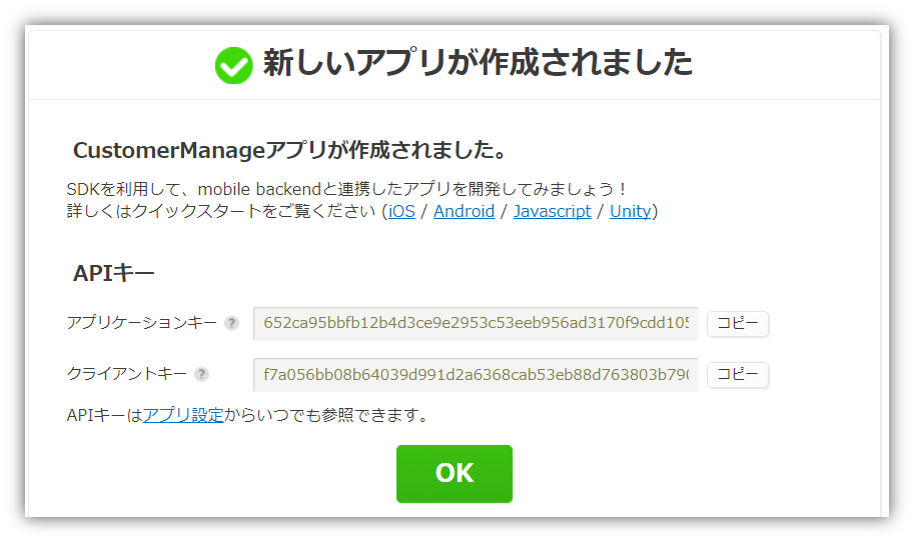 新しいアプリが作成されました
CustomerManageアプリが作成されました。
SDKを利用して、mobile backendと連携したアプリを開発してみましょう！
詳しくはクイックスタートをご覧ください (iOS / Android / Javascript / Unity)
APIキー
アプリケーションキー ? 652ca95bbfb12b4d3ce9e2953c53eeb956ad3170f9cdd105 コピー
クライアントキー ? f7a056bb08b64039d991d2a6368cab53eb88d763803b790 コピー
APIキーはアプリ設定からいつでも参照できます。
OK